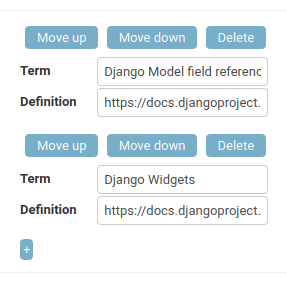 Move up Move down Delete
Term Django Model field referenc
Definition https://docs.djangoproject.
Move up Move down Delete
Term Django Widgets
Definition https://docs.djangoproject.
+